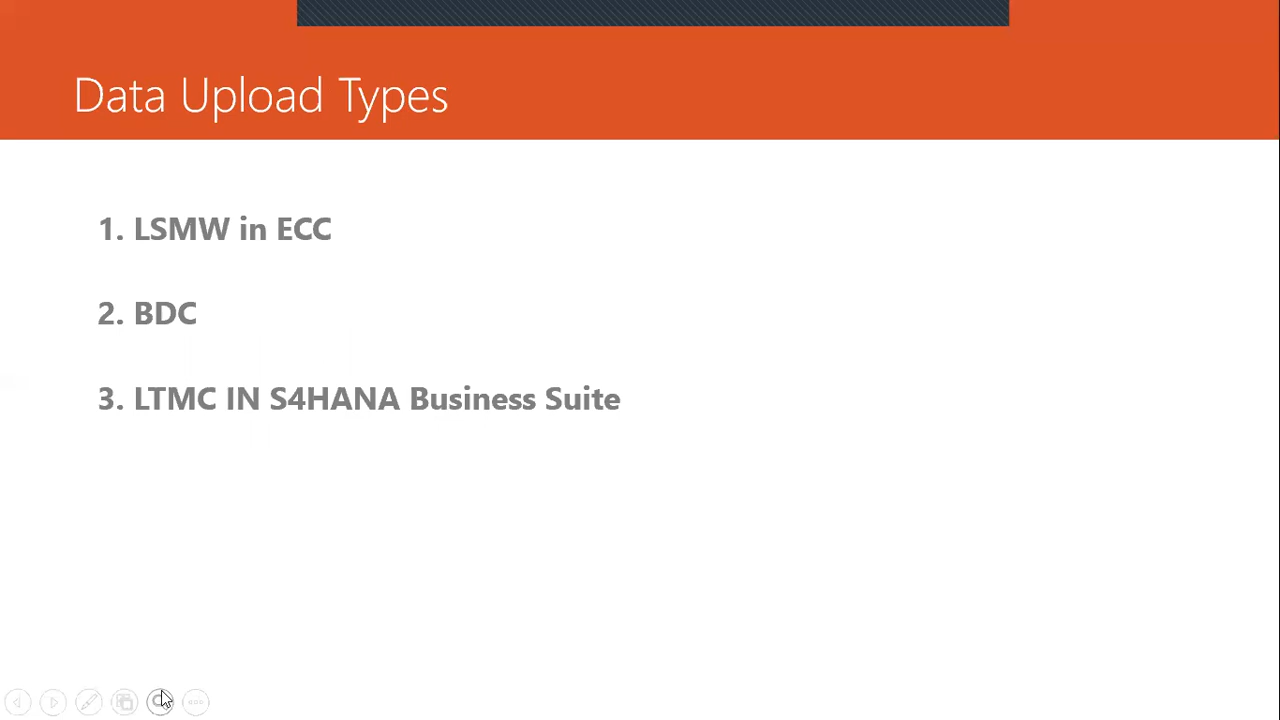 Data Upload Types
1. LSMW in ECC
2. BDC
3. LTMC IN S4HANA Business Suite